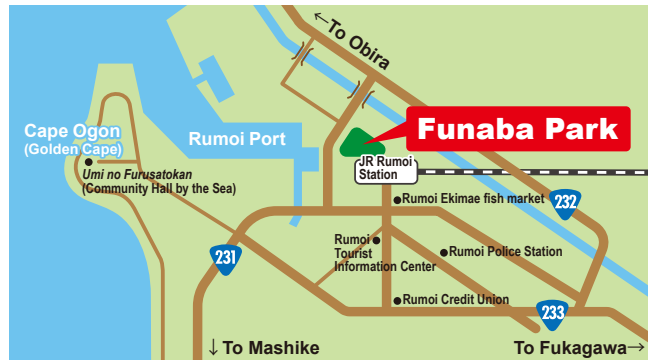 ←To Obira
Funaba Park
Cape Ogon
(Golden Cape)
Rumoi Port
Umi no Furusatokan
(Community Hall by the Sea)
JR Rumoi
Station
Rumoi Ekimae fish market
232
Rumoi
Tourist
Information Center
Rumoi Police Station
231
Rumoi Credit Union
233
↓To Mashike
To Fukagawa→